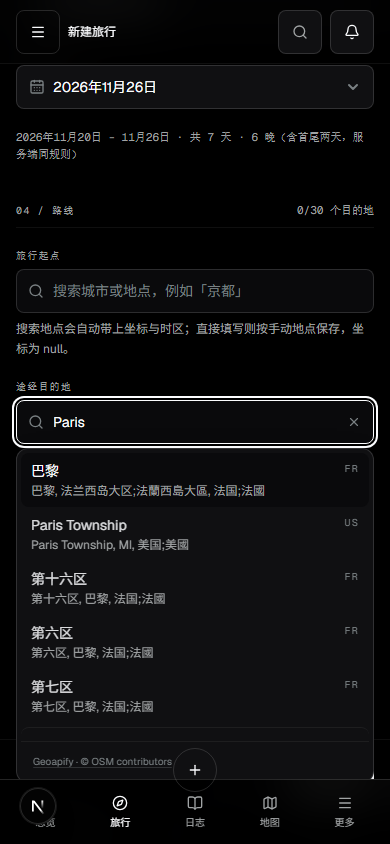 新建旅行
2026年11月26日
2026年11月20日 – 11月26日 · 共 7 天 · 6 晚（含首尾两天，服
务端同规则）
04 / 路线
0/30 个目的地
旅行起点
搜索城市或地点，例如「京都」
搜索地点会自动带上坐标与时区；直接填写则按手动地点保存，坐
标为 null。
途经目的地
Paris
巴黎
FR
巴黎, 法兰西岛大区;法蘭西島大區, 法国;法國
Paris Township
US
Paris Township, MI, 美国;美國
第十六区
FR
第十六区, 巴黎, 法国;法國
第六区
FR
第六区, 巴黎, 法国;法國
第七区
FR
第七区, 巴黎, 法国;法國
Geoapify · © OSM contributors
N
旅行
日志
地图
更多